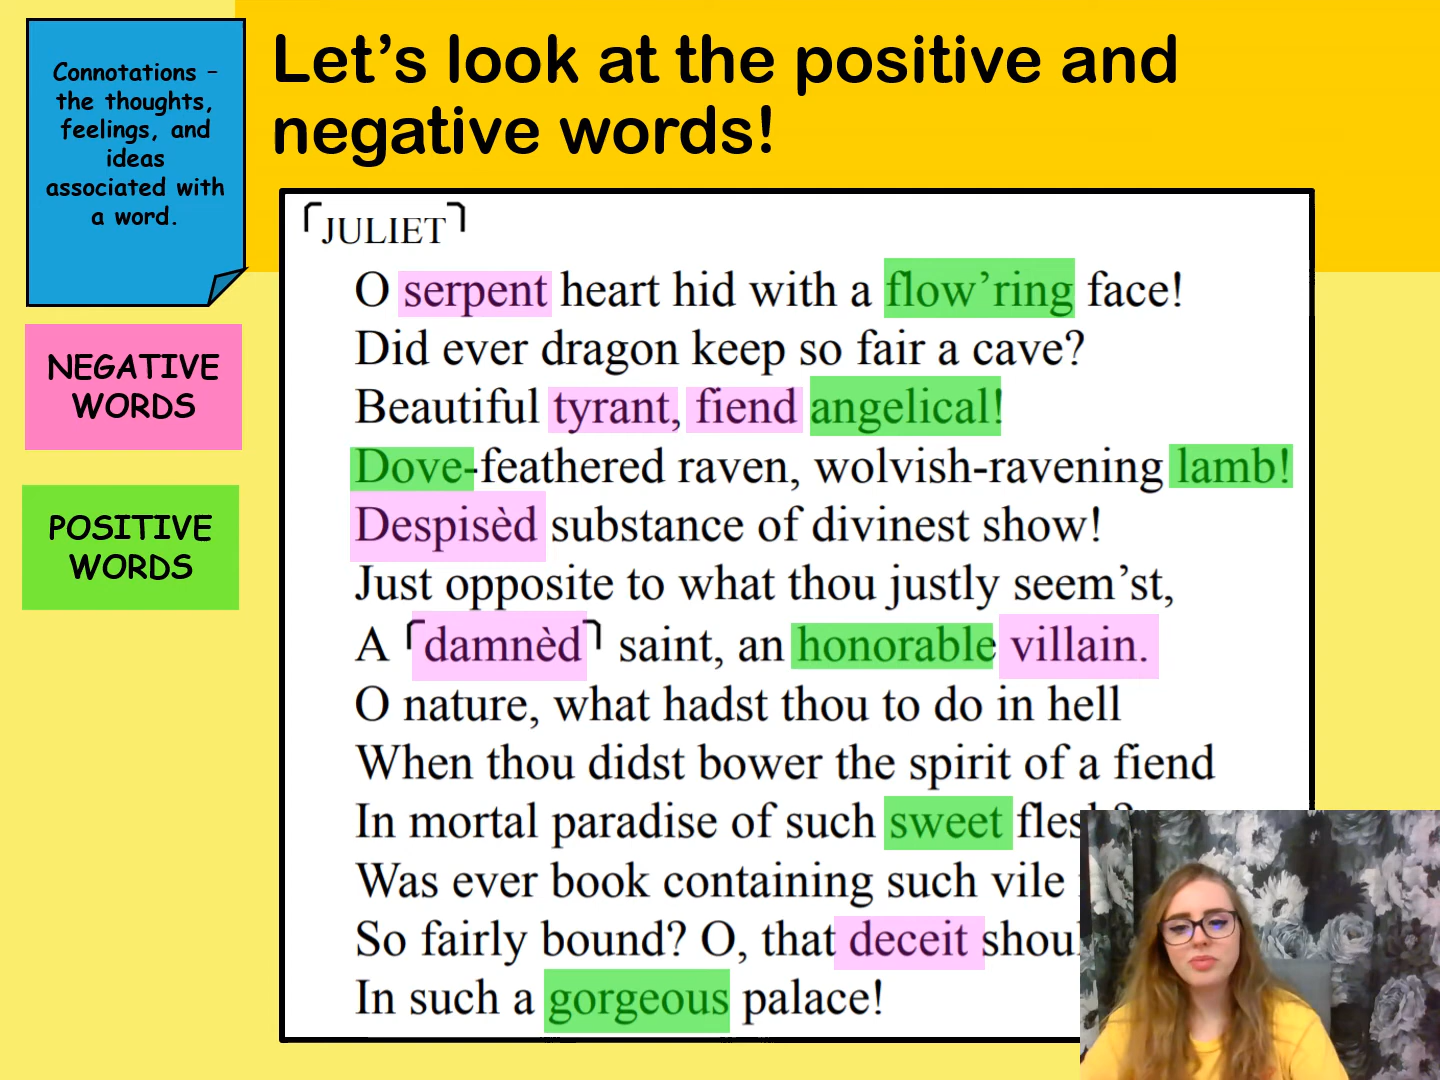 Connotations –
the thoughts,
feelings, and
ideas
associated with
a word.
NEGATIVE
WORDS
POSITIVE
WORDS
Let's look at the positive and
negative words!
⌜JULIET⌝
O serpent heart hid with a flow'ring face!
Did ever dragon keep so fair a cave?
Beautiful tyrant, fiend angelical!
Dove-feathered raven, wolvish-ravening lamb!
Despisèd substance of divinest show!
Just opposite to what thou justly seem'st,
A ⌜damnèd⌝ saint, an honorable villain.
O nature, what hadst thou to do in hell
When thou didst bower the spirit of a fiend
In mortal paradise of such sweet
Was ever book containing such vile
So fairly bound? O, that deceit
In such a gorgeous palace!